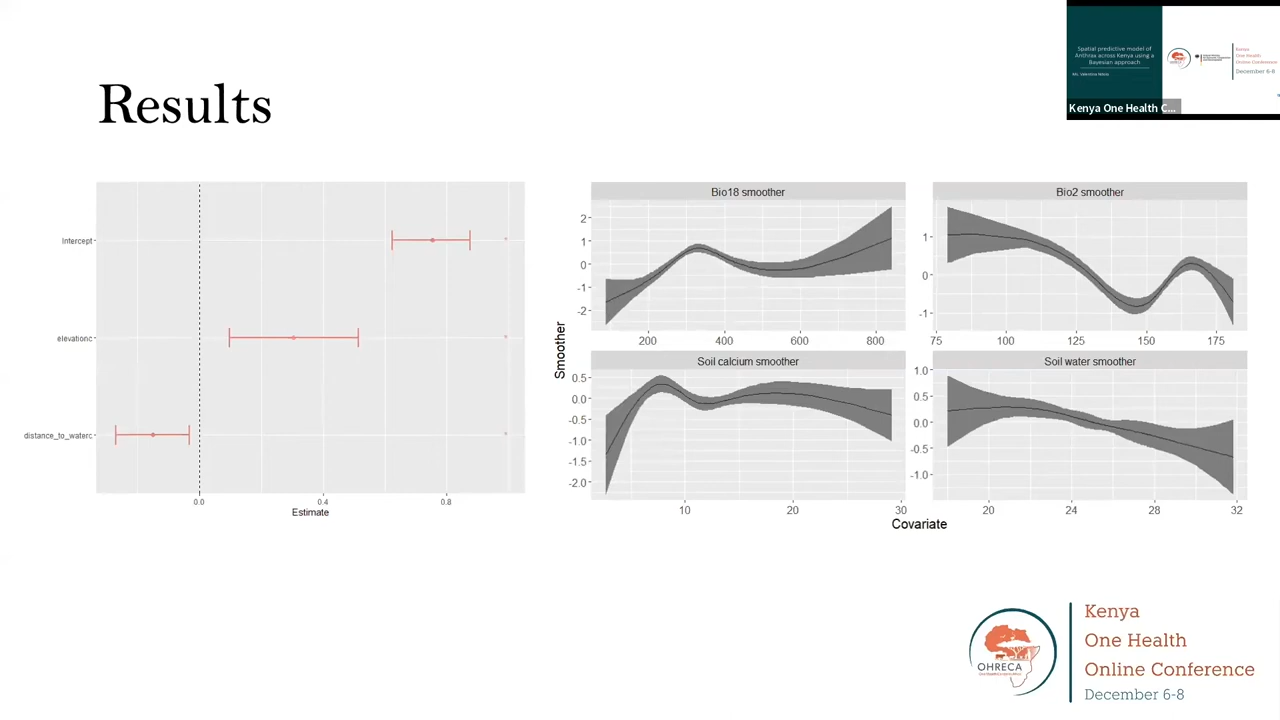 Results
Spatial predictive model of
Anthrax across Kenya using a
Bayesian approach
Kenya
One Health
Online Conference
December 6-8
Kenya One Health C...
Intercept
elevationc
distance_to_waterc
0.0
0.4
0.8
Estimate
Smoother
Bio18 smoother
2
1
0
-1
-2
200
400
600
800
Bio2 smoother
1
0
-1
75
100
125
150
175
Soil calcium smoother
0.5
0.0
-0.5
-1.0
-1.5
-2.0
10
20
30
Soil water smoother
1.0
0.5
0.0
-0.5
-1.0
20
24
28
32
Covariate
OHRECA
Kenya
One Health
Online Conference
December 6-8